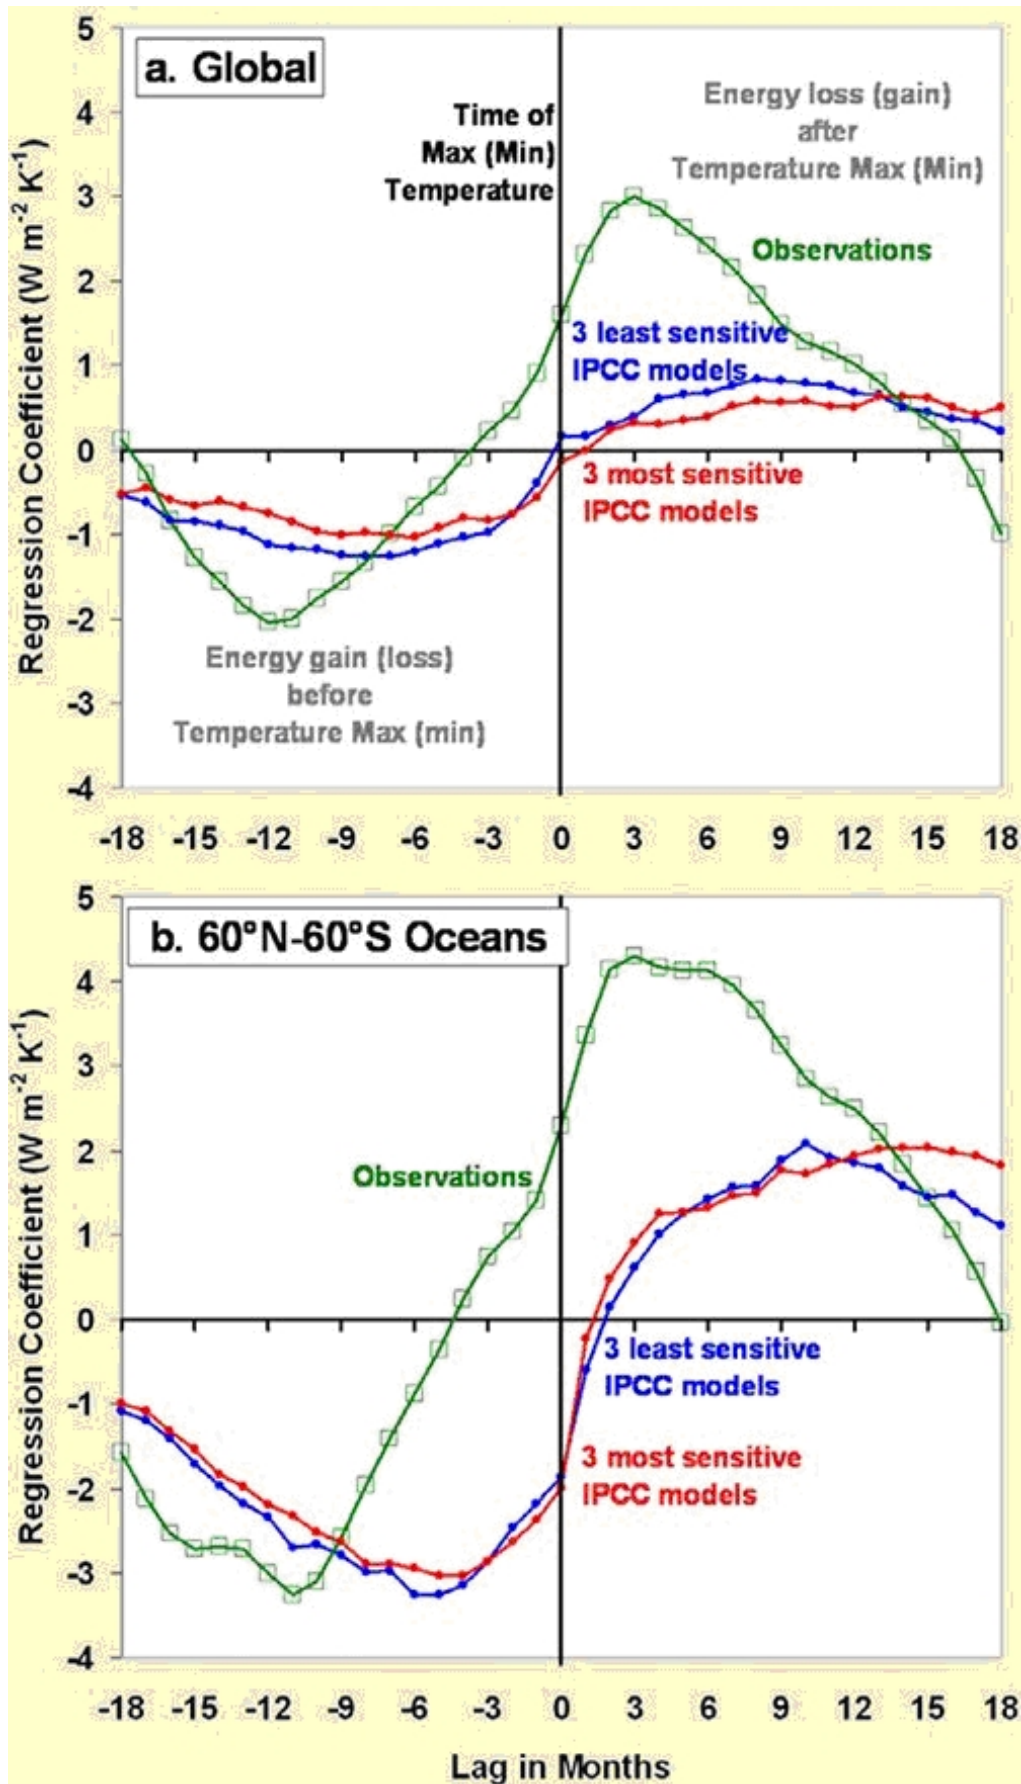 a. Global
Time of
Max (Min)
Temperature
Energy loss (gain)
after
Temperature Max (Min)
Observations
3 least sensitive
IPCC models
3 most sensitive
IPCC models
Energy gain (loss)
before
Temperature Max (min)
Regression Coefficient (W m⁻² K⁻¹)
5
4
3
2
1
0
-1
-2
-3
-4
-18 -15 -12 -9 -6 -3 0 3 6 9 12 15 18
b. 60°N-60°S Oceans
Observations
3 least sensitive
IPCC models
3 most sensitive
IPCC models
Regression Coefficient (W m⁻² K⁻¹)
5
4
3
2
1
0
-1
-2
-3
-4
-18 -15 -12 -9 -6 -3 0 3 6 9 12 15 18
Lag in Months